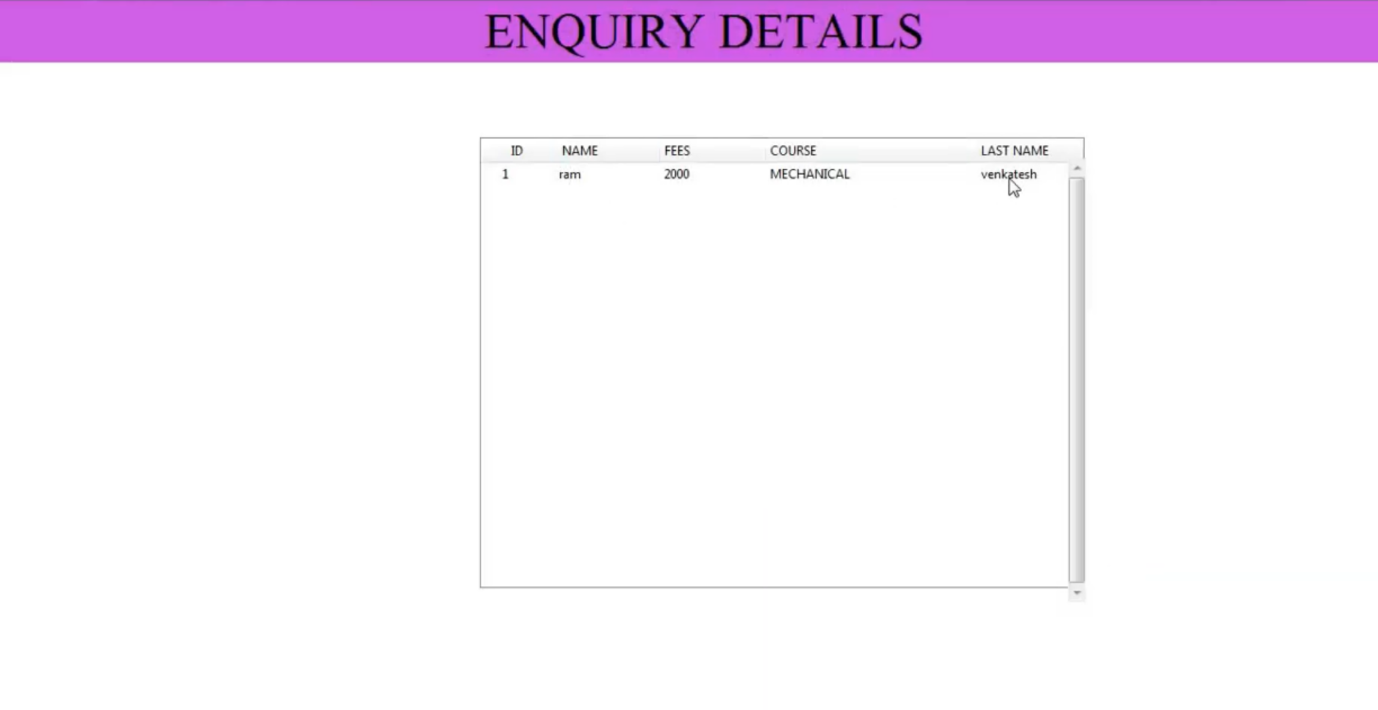 ENQUIRY DETAILS
ID NAME FEES COURSE LAST NAME
1 ram 2000 MECHANICAL venkatesh